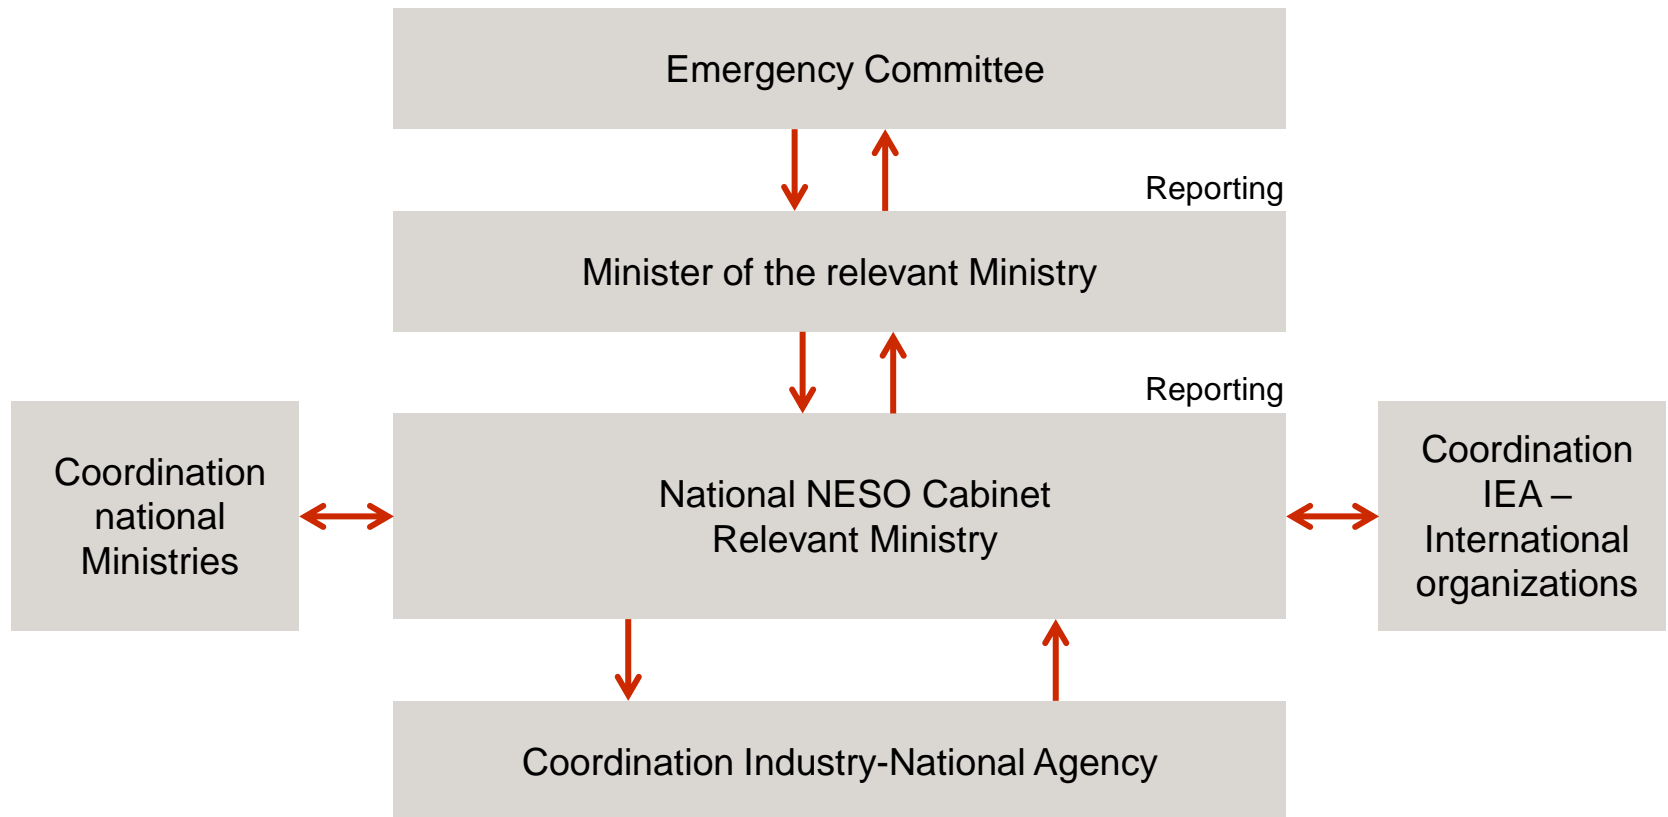 Emergency Committee
Reporting
Minister of the relevant Ministry
Reporting
Coordination
national
Ministries
National NESO Cabinet
Relevant Ministry
Coordination
IEA –
International
organizations
Coordination Industry-National Agency